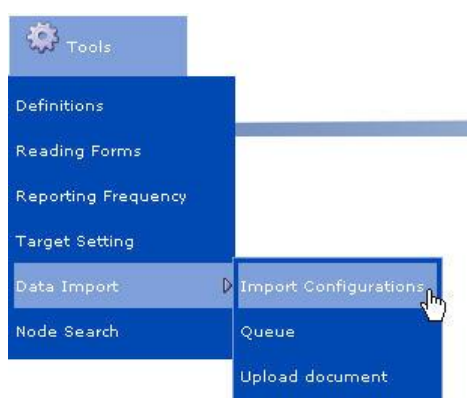 Tools
Definitions
Reading Forms
Reporting Frequency
Target Setting
Data Import
Import Configurations
Node Search
Queue
Upload document